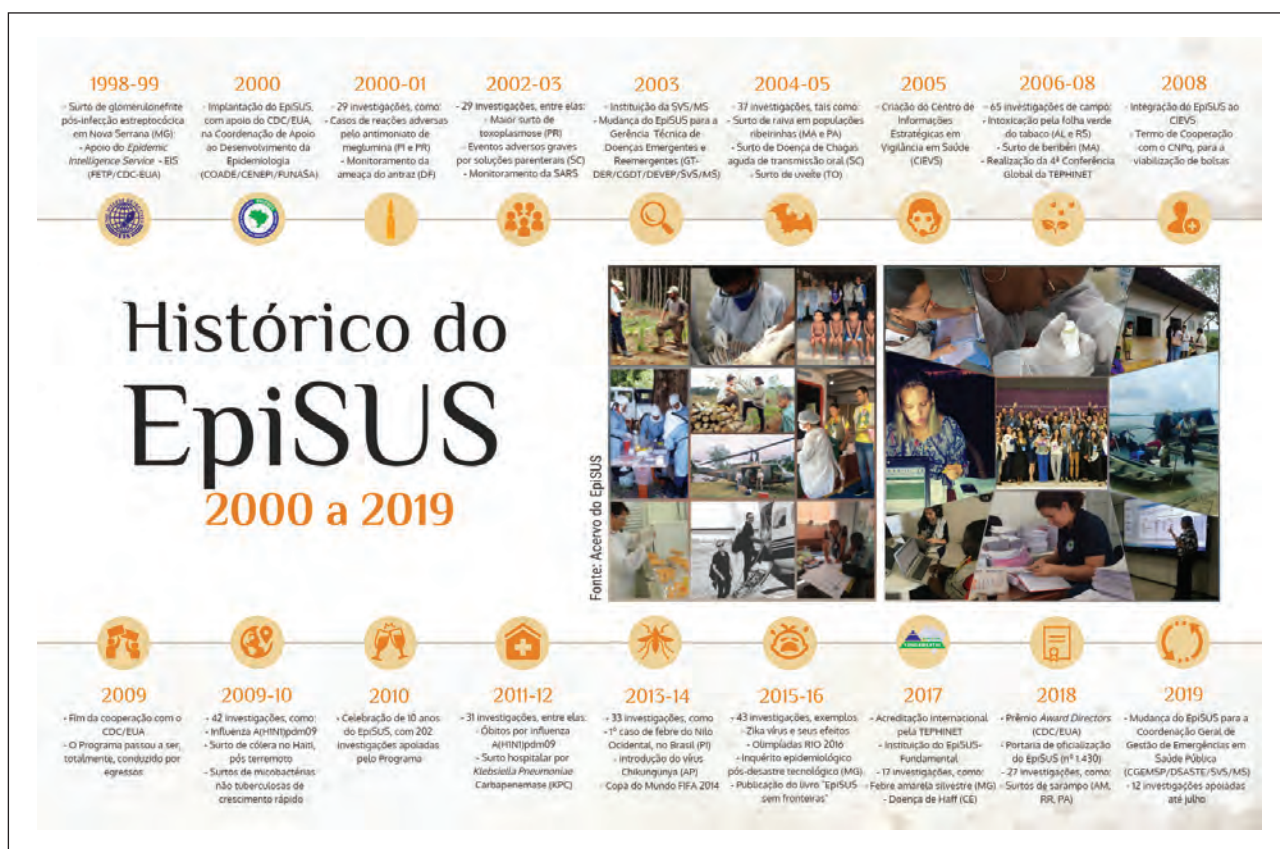 1998-99
- Surto de glomerulonefrite
pós-infecção estreptocócica
em Nova Serrana (MG):
- Apoio do Epidemic
Intelligence Service - EIS
(FETP/CDC-EUA)
2000
- Implantação do EpiSUS,
com apoio do CDC/EUA,
na Coordenação de Apoio
ao Desenvolvimento da
Epidemiologia
(COADE/CENEPI/FUNASA)
2000-01
- 29 investigações, como:
- Casos de reações adversas
pelo antimoniato de
meglumina (PI e PR)
- Monitoramento da
ameaça do antraz (DF)
2002-03
- 29 investigações, entre elas:
- Maior surto de
toxoplasmose (PR)
- Eventos adversos graves
por soluções parenterais (SC)
- Monitoramento da SARS
2003
- Instituição da SVS/MS
- Mudança do EpiSUS para a
Gerência Técnica de
Doenças Emergentes e
Reemergentes (GT-
DER/CGDT/DEVEP/SVS/MS)
2004-05
- 37 investigações, tais como:
- Surto de raiva em populações
ribeirinhas (MA e PA)
- Surto de Doença de Chagas
aguda de transmissão oral (SC)
- Surto de uveíte (TO)
2005
- Criação do Centro de
Informações
Estratégicas em
Vigilância em Saúde
(CIEVS)
2006-08
- 65 investigações de campo:
- Intoxicação pela folha verde
do tabaco (AL e RS)
- Surto de beribéri (MA)
- Realização da 4ª Conferência
Global da TEPHINET
2008
- Integração do EpiSUS ao
CIEVS
- Termo de Cooperação
com o CNPq, para a
viabilização de bolsas
Histórico do
EpiSUS
2000 a 2019
Fonte: Acervo do EpiSUS
2009
- Fim da cooperação com o
CDC/EUA
- O Programa passou a ser,
totalmente, conduzido por
egressos
2009-10
- 42 investigações, como:
- Influenza A(H1N1)pdm09
- Surto de cólera no Haiti,
pós terremoto
- Surtos de micobactérias
não tuberculosas de
crescimento rápido
2010
- Celebração de 10 anos
do EpiSUS, com 202
investigações apoiadas
pelo Programa
2011-12
- 31 investigações, entre elas:
- Óbitos por influenza
A(H1N1)pdm09
- Surto hospitalar por
Klebsiella Pneumoniae
Carbapenemase (KPC)
2013-14
- 33 investigações, como
- 1º caso de febre do Nilo
Ocidental, no Brasil (PI)
- Introdução do vírus
Chikungunya (AP)
- Copa do Mundo FIFA 2014
2015-16
- 43 investigações, exemplos
- Zika vírus e seus efeitos
- Olimpíadas RIO 2016
- Inquérito epidemiológico
pós-desastre tecnológico (MG)
- Publicação do livro "EpiSUS
sem fronteiras"
2017
- Acreditação internacional
pela TEPHINET
- Instituição do EpiSUS-
Fundamental
- 17 investigações, como:
Febre amarela silvestre (MG)
- Doença de Haff (CE)
2018
- Prêmio Award Directors
(CDC/EUA)
- Portaria de oficialização
do EpiSUS (nº 1.430)
- 27 investigações, como:
- Surtos de sarampo (AM,
RR, PA)
2019
- Mudança do EpiSUS para a
Coordenação Geral de
Gestão de Emergências em
Saúde Pública
(CGEMSP/DSASTE/SVS/MS)
- 12 investigações apoiadas
até julho